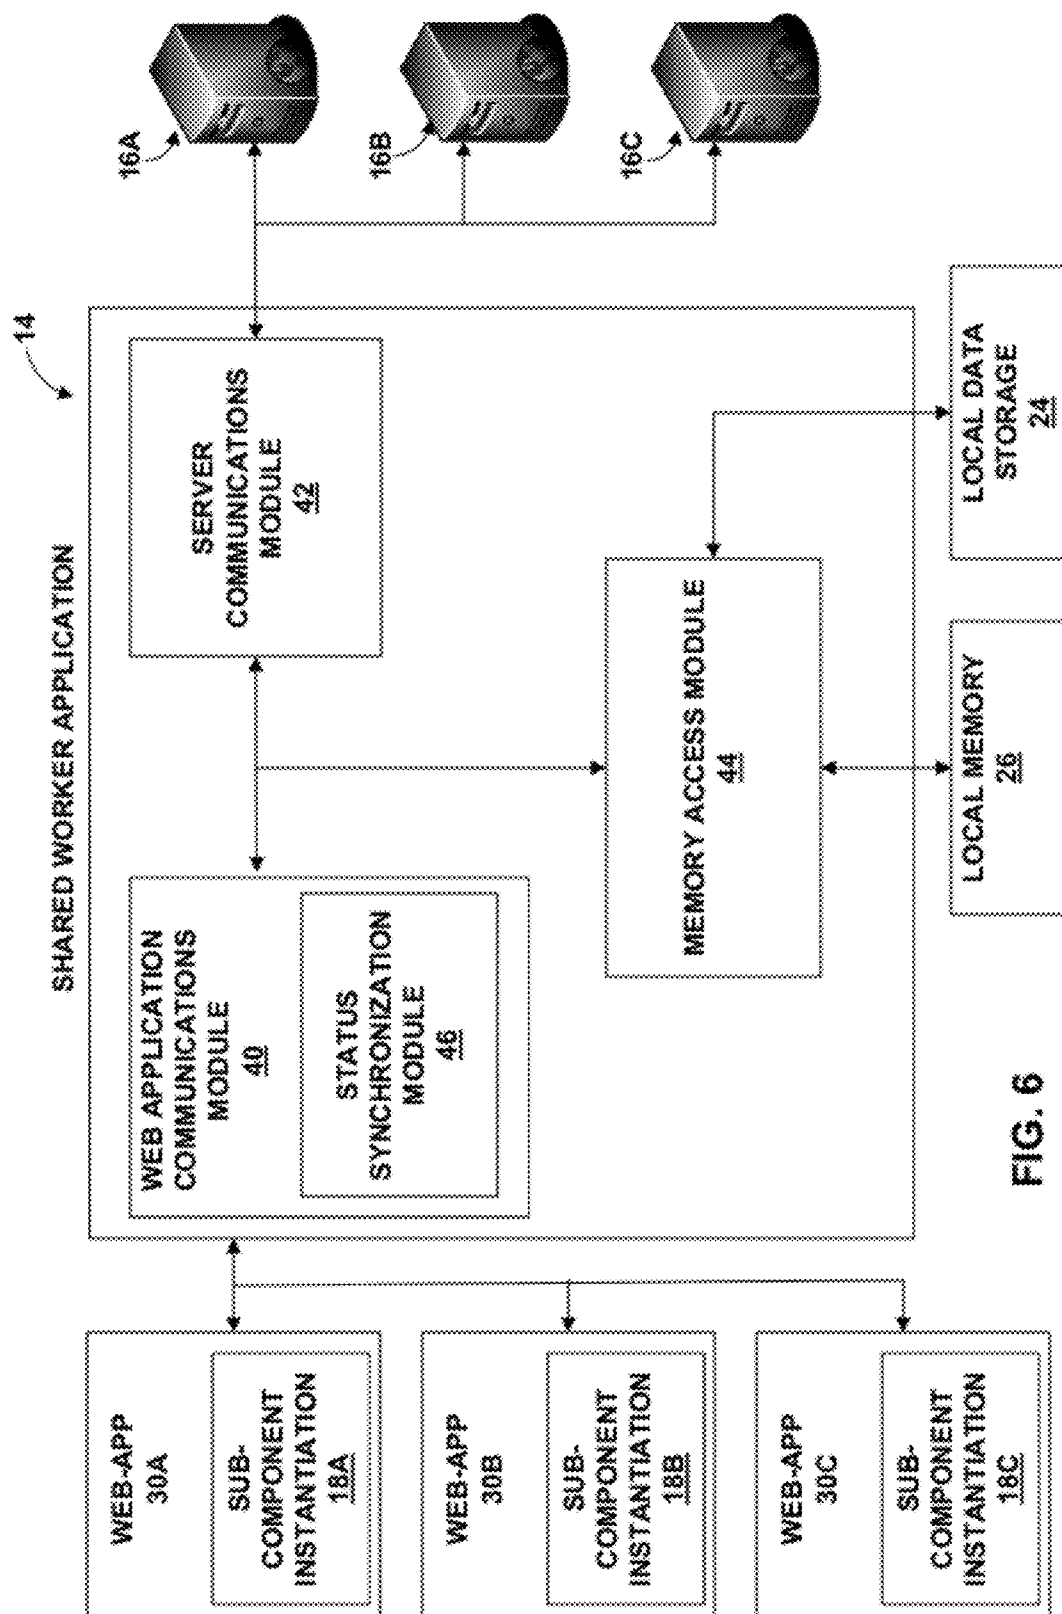 SHARED WORKER APPLICATION
14
WEB-APP
30A
SUB-
COMPONENT
INSTANTIATION
18A
WEB-APP
30B
SUB-
COMPONENT
INSTANTIATION
18B
WEB-APP
30C
SUB-
COMPONENT
INSTANTIATION
18C
WEB APPLICATION
COMMUNICATIONS
MODULE
40
STATUS
SYNCHRONIZATION
MODULE
46
SERVER
COMMUNICATIONS
MODULE
42
MEMORY ACCESS MODULE
44
16A
16B
16C
LOCAL MEMORY
26
LOCAL DATA
STORAGE
24
FIG. 6